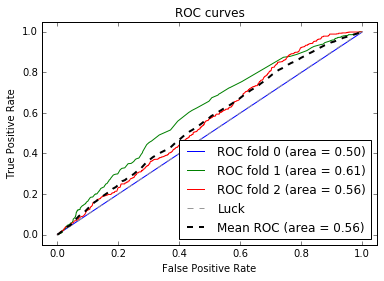 ROC curves
1.0
0.8
0.6
0.4
0.2
0.0
True Positive Rate
ROC fold 0 (area = 0.50)
ROC fold 1 (area = 0.61)
ROC fold 2 (area = 0.56)
Luck
Mean ROC (area = 0.56)
0.0 0.2 0.4 0.6 0.8 1.0
False Positive Rate